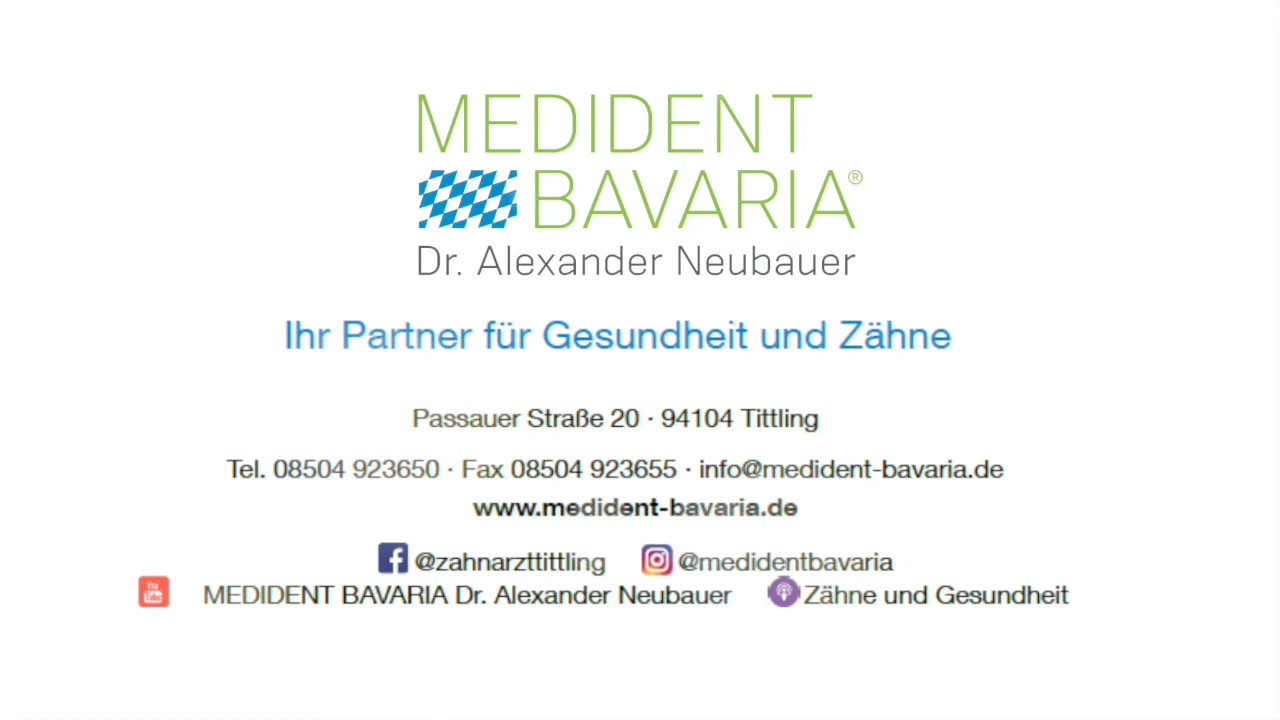 MEDIDENT
BAVARIA®
Dr. Alexander Neubauer
Ihr Partner für Gesundheit und Zähne
Passauer Straße 20 · 94104 Tittling
Tel. 08504 923650 · Fax 08504 923655 · info@medident-bavaria.de
www.medident-bavaria.de
@zahnarzttittling @medidentbavaria
You Tube MEDIDENT BAVARIA Dr. Alexander Neubauer Zähne und Gesundheit